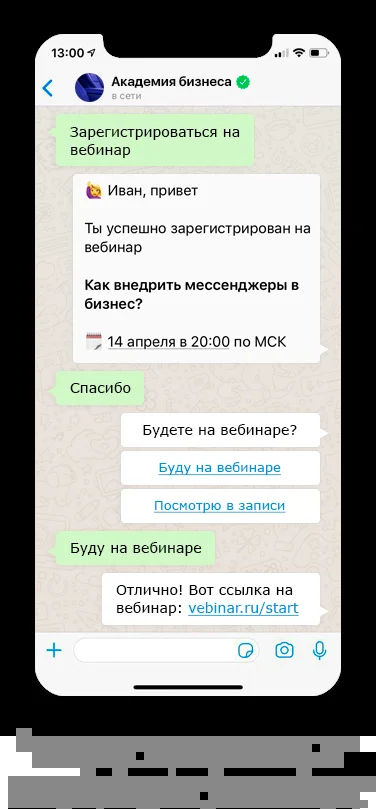 13:00
Академия бизнеса
в сети
Зарегистрироваться на
вебинар
Иван, привет
Ты успешно зарегистрирован на
вебинар
Как внедрить мессенджеры в
бизнес?
14 апреля в 20:00 по МСК
Спасибо
Будете на вебинаре?
Буду на вебинаре
Посмотрю в записи
Буду на вебинаре
Отлично! Вот ссылка на
вебинар: vebinar.ru/start